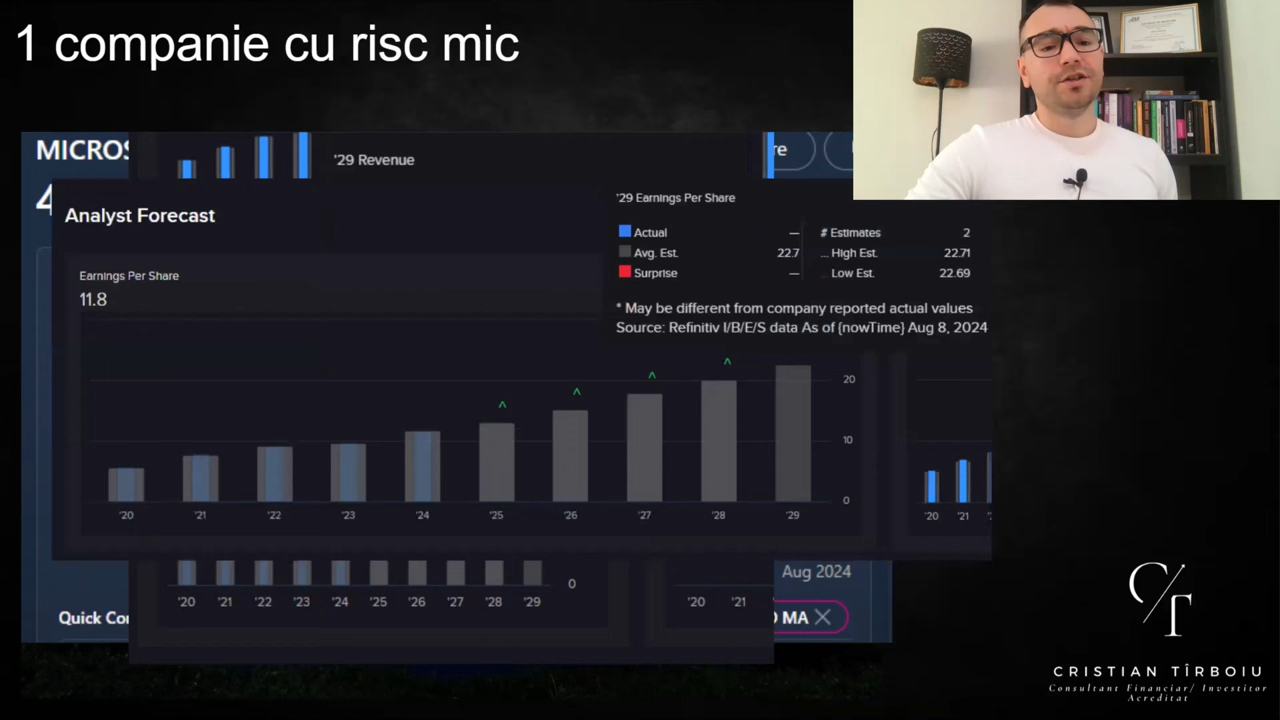 1 companie cu risc mic
MICROS
4
'29 Revenue
re
Analyst Forecast
Earnings Per Share
11.8
'29 Earnings Per Share
Actual —
Avg. Est. 22.7
Surprise —
# Estimates 2
... High Est. 22.71
... Low Est. 22.69
* May be different from company reported actual values
Source: Refinitiv I/B/E/S data As of {nowTime} Aug 8, 2024
20
10
0
'20 '21 '22 '23 '24 '25 '26 '27 '28 '29
'20 '21
0
'20 '21 '22 '23 '24 '25 '26 '27 '28 '29
'20 '21
Aug 2024
Quick Co
MA
CT
CRISTIAN TÎRBOIU
Consultant Financiar/ Investitor
Acreditat